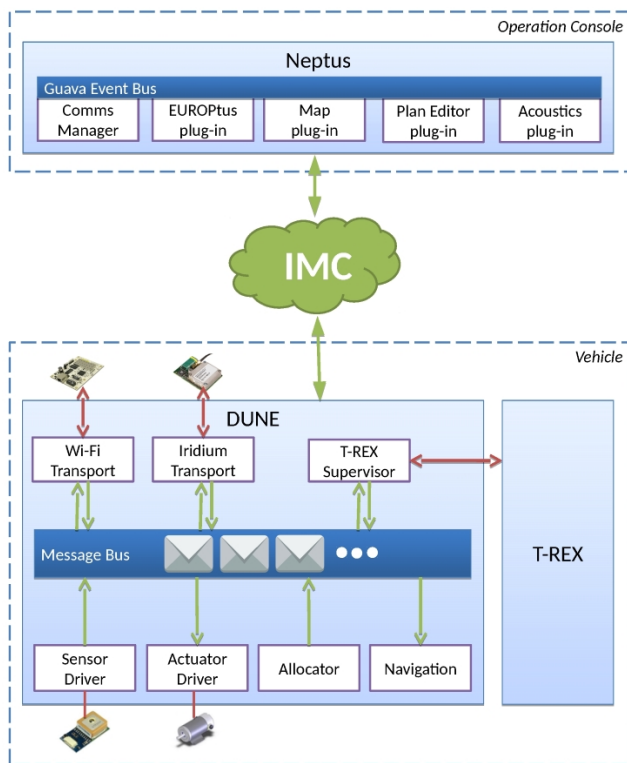 Operation Console
Neptus
Guava Event Bus
Comms
Manager
EUROPtus
plug-in
Map
plug-in
Plan Editor
plug-in
Acoustics
plug-in
IMC
Vehicle
DUNE
Wi-Fi
Transport
Iridium
Transport
T-REX
Supervisor
Message Bus
T-REX
Sensor
Driver
Actuator
Driver
Allocator
Navigation